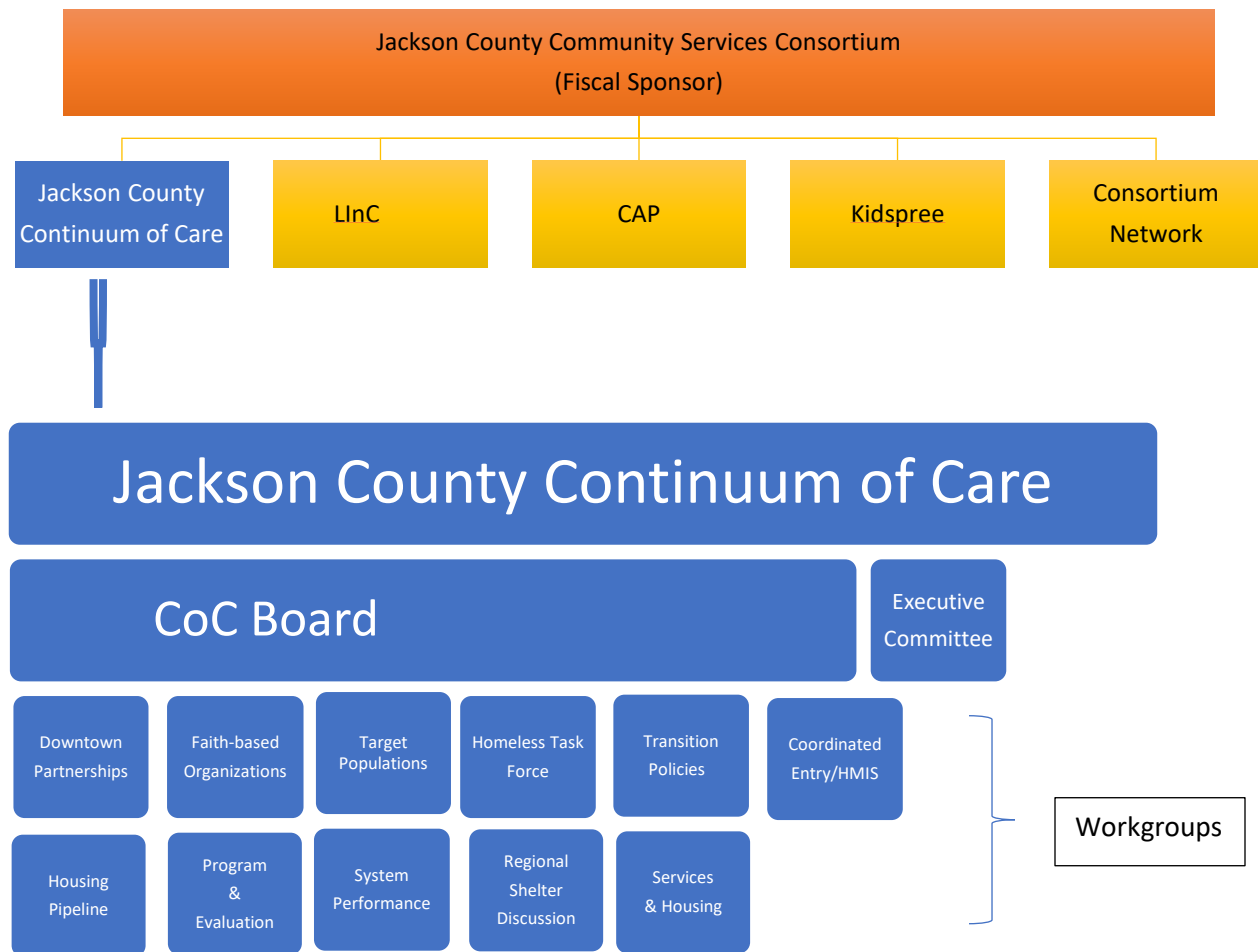 Jackson County Community Services Consortium
(Fiscal Sponsor)
Jackson County
Continuum of Care
LInC
CAP
Kidspree
Consortium
Network
Jackson County Continuum of Care
CoC Board
Executive
Committee
Downtown
Partnerships
Faith-based
Organizations
Target
Populations
Homeless Task
Force
Transition
Policies
Coordinated
Entry/HMIS
Workgroups
Housing
Pipeline
Program
&
Evaluation
System
Performance
Regional
Shelter
Discussion
Services
& Housing